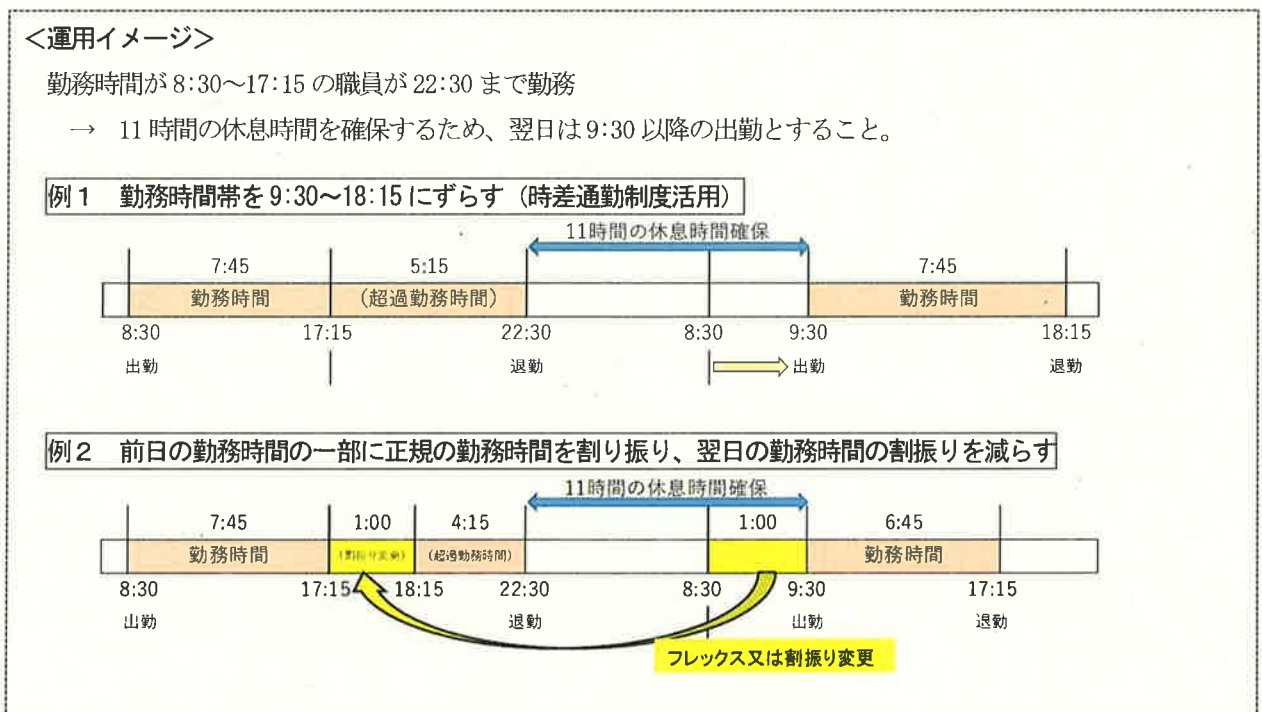 <運用イメージ>
勤務時間が 8:30～17:15 の職員が 22:30 まで勤務
→ 11 時間の休息時間を確保するため、翌日は 9:30 以降の出勤とすること。
例1 勤務時間帯を 9:30～18:15 にずらす（時差通勤制度活用）
11時間の休息時間確保
7:45 5:15 7:45
勤務時間 (超過勤務時間) 勤務時間
8:30 17:15 22:30 8:30 9:30 18:15
出勤 退勤 出勤 退勤
例2 前日の勤務時間の一部に正規の勤務時間を割り振り、翌日の勤務時間の割振りを減らす
11時間の休息時間確保
7:45 1:00 4:15 1:00 6:45
勤務時間 (割振り変更) (超過勤務時間) 勤務時間
8:30 17:15 18:15 22:30 8:30 9:30 17:15
出勤 退勤 出勤 退勤
フレックス又は割振り変更